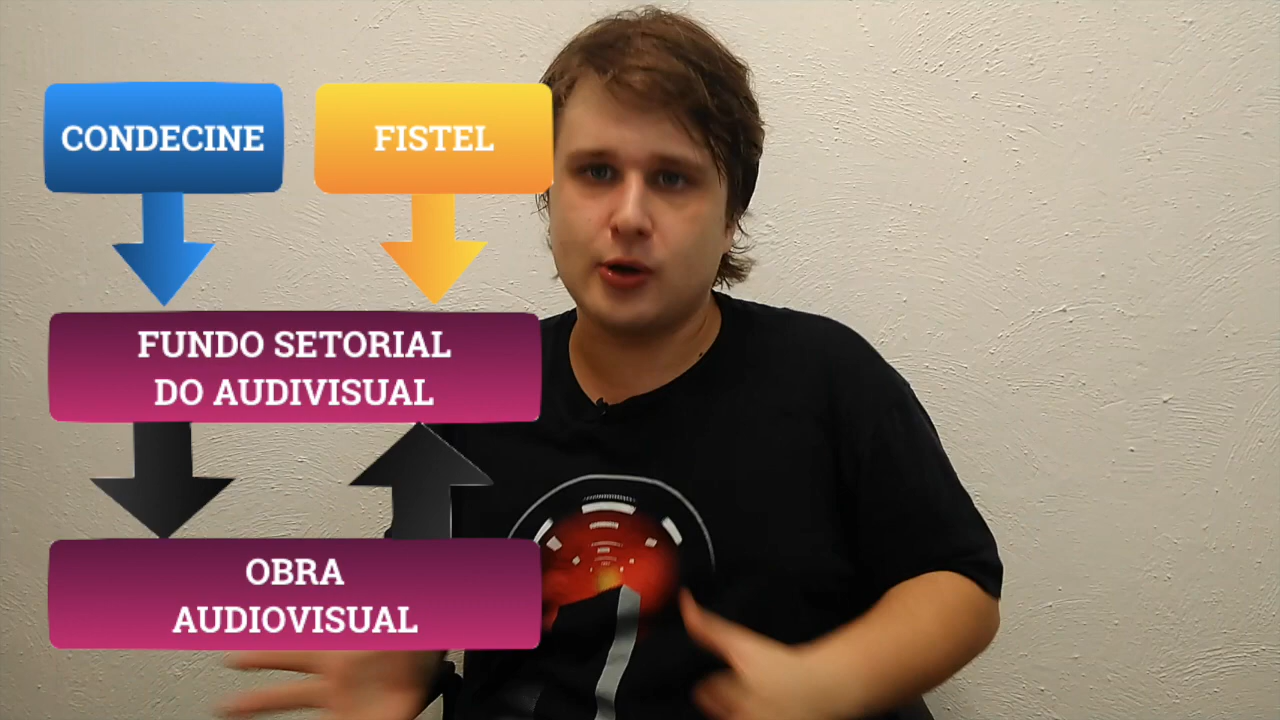 CONDECINE
FISTEL
FUNDO SETORIAL
DO AUDIVISUAL
OBRA
AUDIOVISUAL